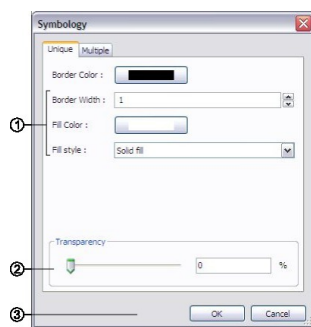 Symbology
Unique Multiple
Border Color :
Border Width : 1
① Fill Color :
Fill style : Solid fill
Transparency
② 0 %
③ OK Cancel